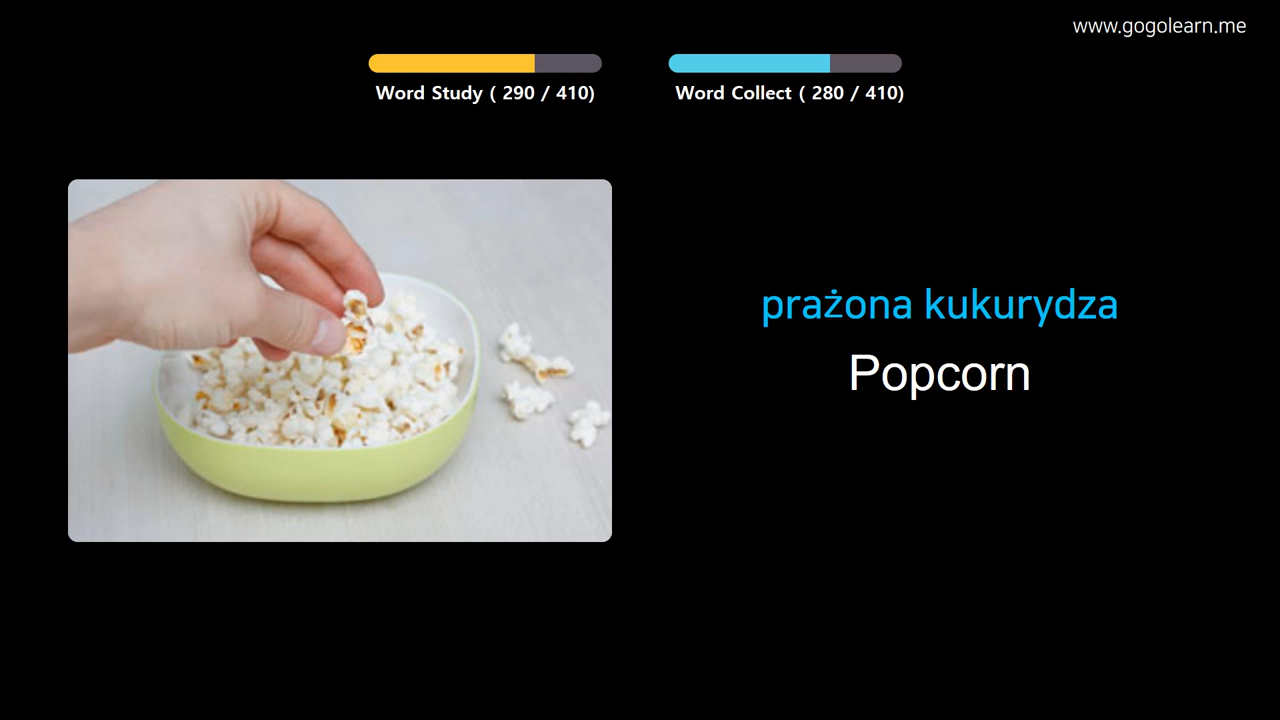 www.gogolearn.me
Word Study ( 290 / 410)
Word Collect ( 280 / 410)
prażona kukurydza
Popcorn